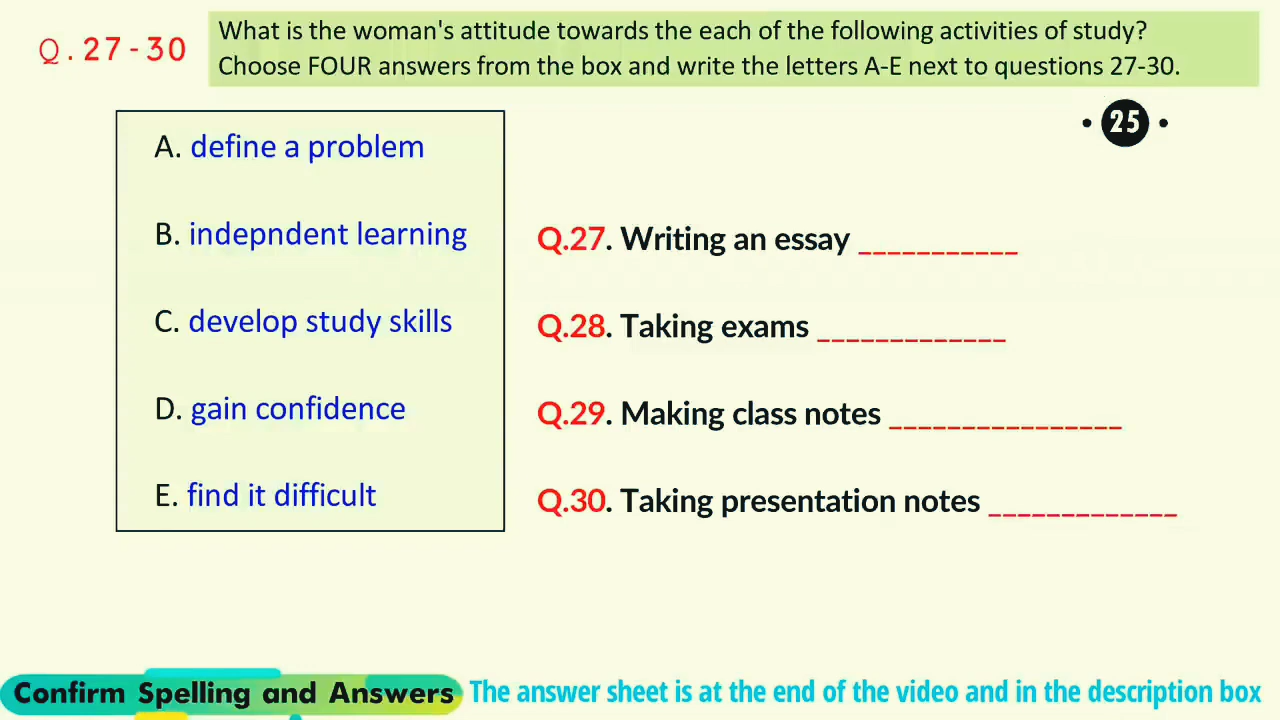 Q.27-30
What is the woman's attitude towards the each of the following activities of study?
Choose FOUR answers from the box and write the letters A-E next to questions 27-30.
• 25 •
A. define a problem
B. indepndent learning
C. develop study skills
D. gain confidence
E. find it difficult
Q.27. Writing an essay ___________
Q.28. Taking exams _____________
Q.29. Making class notes ________________
Q.30. Taking presentation notes _____________
Confirm Spelling and Answers
The answer sheet is at the end of the video and in the description box